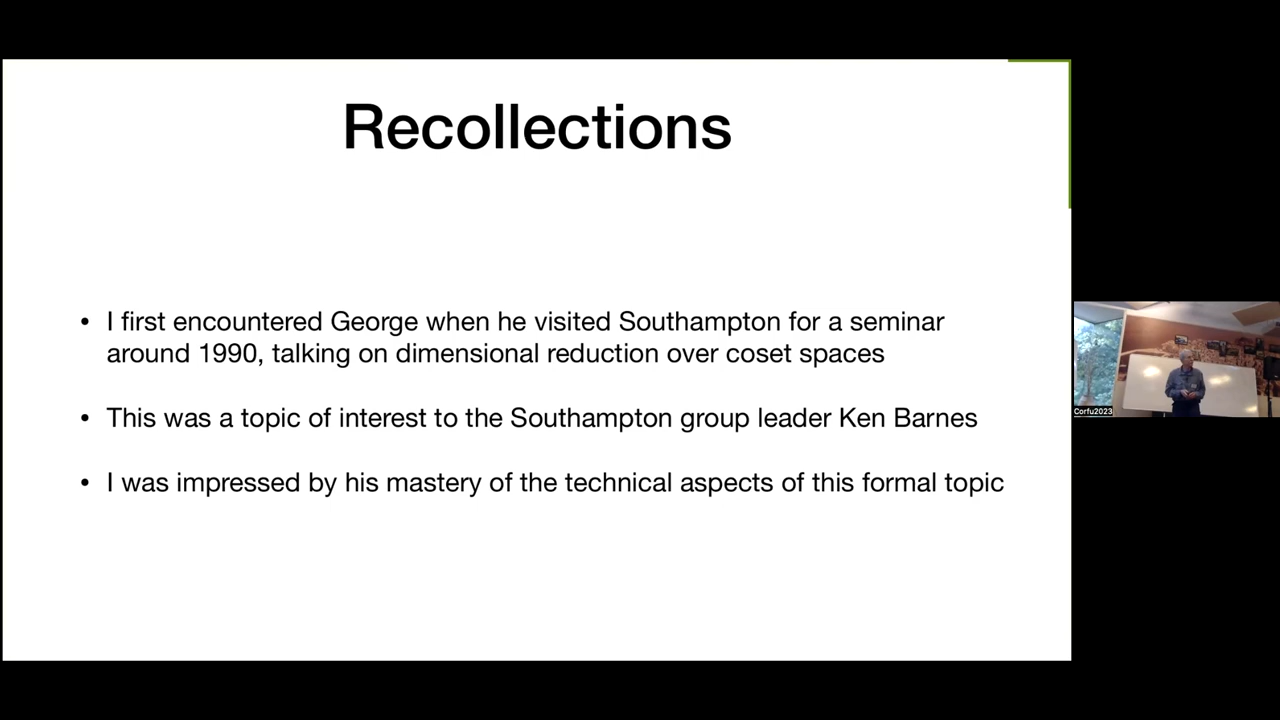 Recollections
• I first encountered George when he visited Southampton for a seminar
around 1990, talking on dimensional reduction over coset spaces
• This was a topic of interest to the Southampton group leader Ken Barnes
• I was impressed by his mastery of the technical aspects of this formal topic
Corfu2023